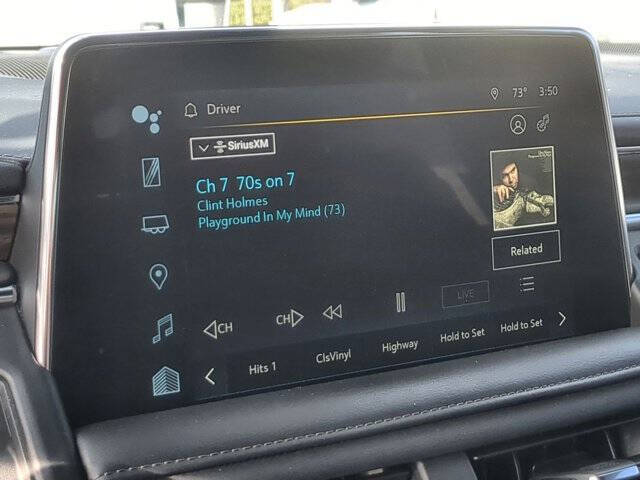 Driver
73° 3:50
SiriusXM
Ch 7 70s on 7
Clint Holmes
Playground In My Mind (73)
Related
CH
CH
LIVE
Hits 1
ClsVinyl
Highway
Hold to Set
Hold to Set